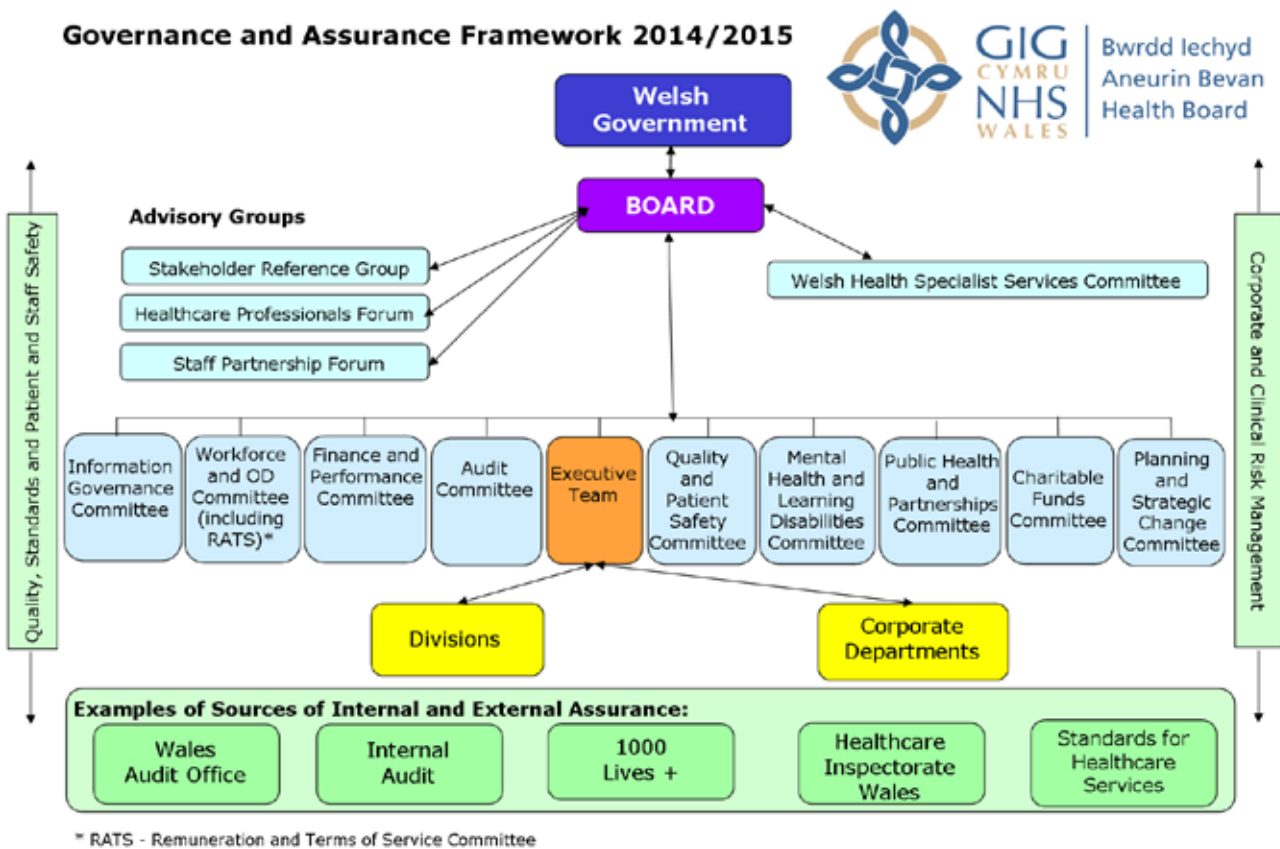 Governance and Assurance Framework 2014/2015
GIG
CYMRU
NHS
WALES
Bwrdd Iechyd
Aneurin Bevan
Health Board
Welsh
Government
BOARD
Advisory Groups
Stakeholder Reference Group
Healthcare Professionals Forum
Staff Partnership Forum
Welsh Health Specialist Services Committee
Quality, Standards and Patient and Staff Safety
Corporate and Clinical Risk Management
Information
Governance
Committee
Workforce
and OD
Committee
(including
RATS)*
Finance and
Performance
Committee
Audit
Committee
Executive
Team
Quality
and
Patient
Safety
Committee
Mental
Health and
Learning
Disabilities
Committee
Public Health
and
Partnerships
Committee
Charitable
Funds
Committee
Planning
and
Strategic
Change
Committee
Divisions
Corporate
Departments
Examples of Sources of Internal and External Assurance:
Wales
Audit Office
Internal
Audit
1000
Lives +
Healthcare
Inspectorate
Wales
Standards for
Healthcare
Services
* RATS - Remuneration and Terms of Service Committee